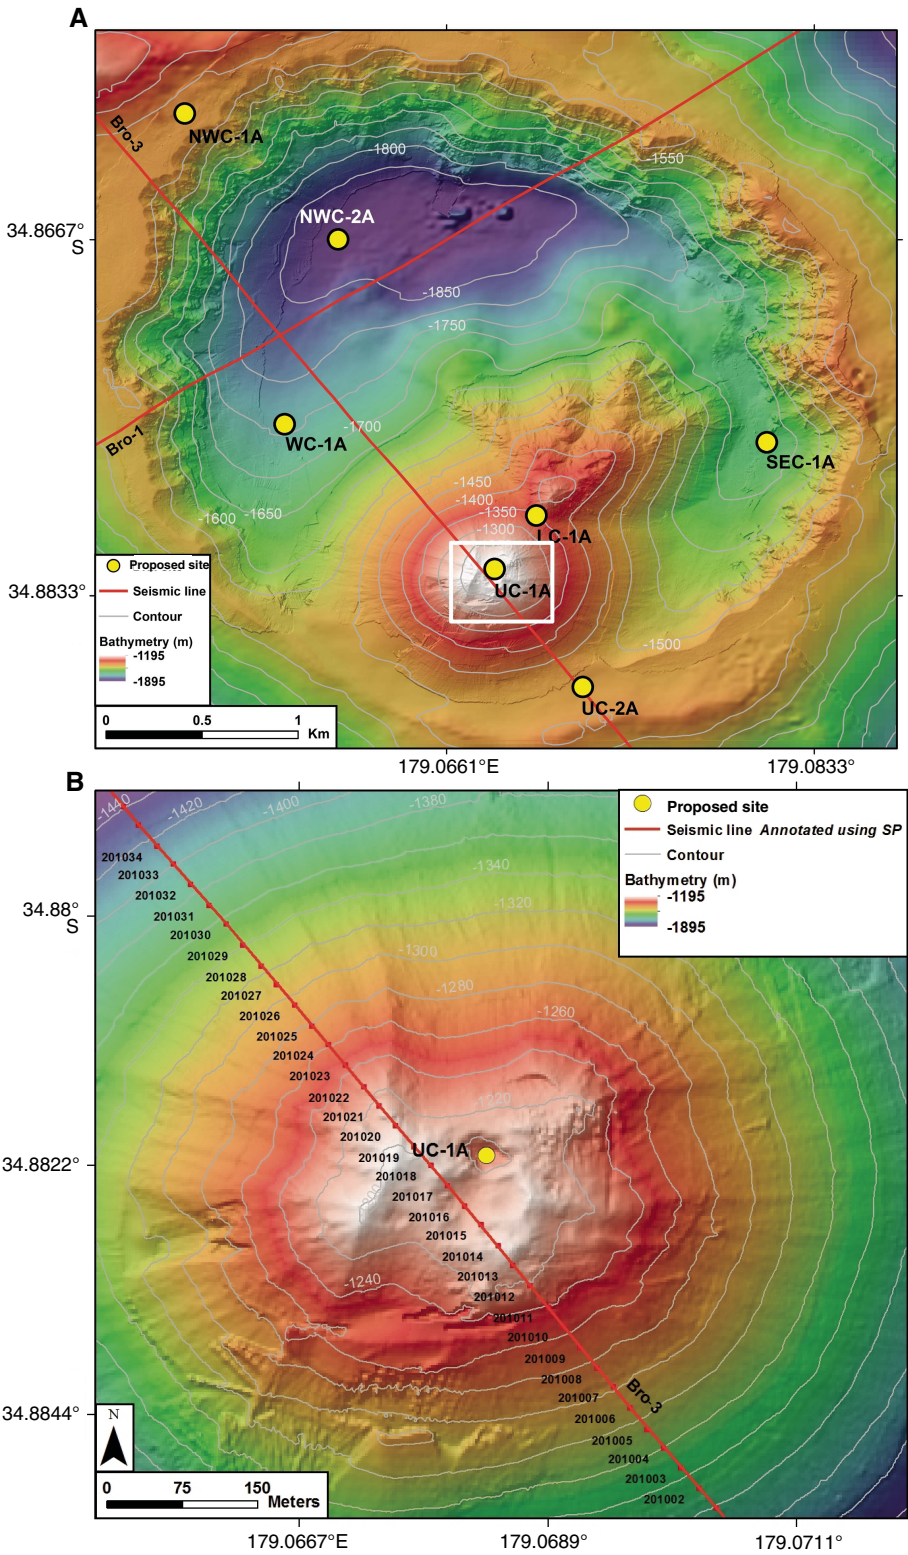 A
Bro-3
NWC-1A
-1800
-1550
NWC-2A
34.8667°
S
-1850
-1750
Bro-1
-1700
WC-1A
SEC-1A
-1450
-1400
-1350
-1300
-1600
-1650
LC-1A
UC-1A
34.8833°
-1500
UC-2A
Proposed site
Seismic line
Contour
Bathymetry (m)
-1195
-1895
0 0.5 1
Km
179.0661°E 179.0833°
B
-1440
-1420
-1400
-1380
Proposed site
Seismic line Annotated using SP
Contour
Bathymetry (m)
-1195
-1895
201034
201033
201032
201031
201030
201029
201028
201027
201026
201025
201024
201023
201022
201021
201020
201019
201018
201017
201016
201015
201014
201013
201012
201011
201010
201009
201008
201007
201006
201005
201004
201003
201002
-1340
-1320
-1300
-1280
-1260
-1220
UC-1A
-1240
Bro-3
34.88°
S
34.8822°
34.8844°
N
0 75 150
Meters
179.0667°E 179.0689° 179.0711°